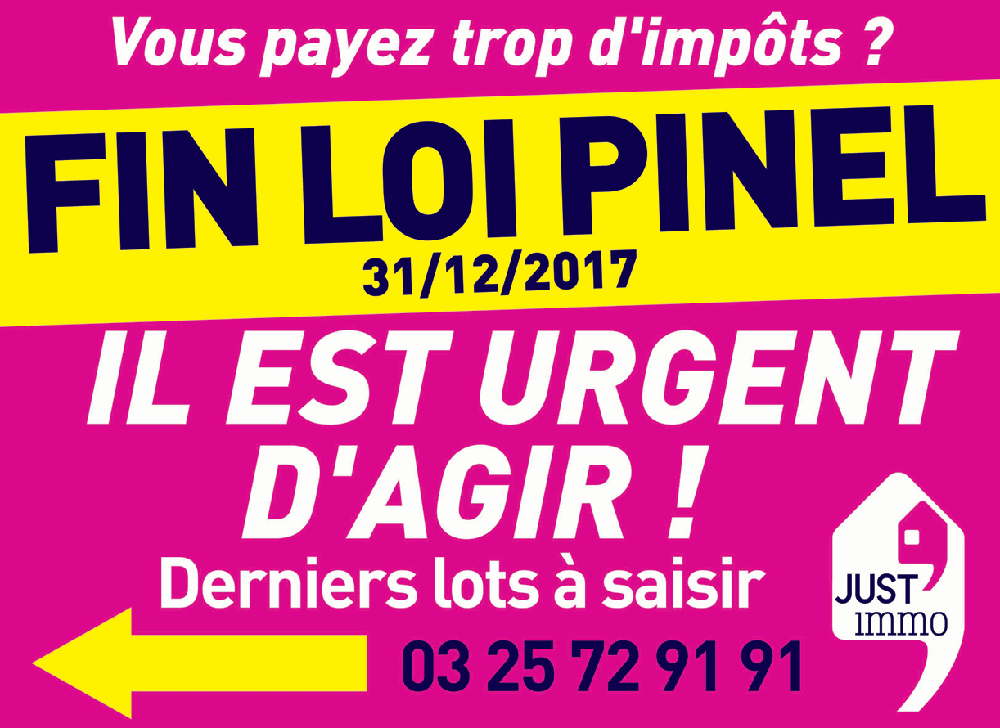 Vous payez trop d'impôts ?
FIN LOI PINEL
31/12/2017
IL EST URGENT
D'AGIR !
Derniers lots à saisir
03 25 72 91 91
JUST'
immo